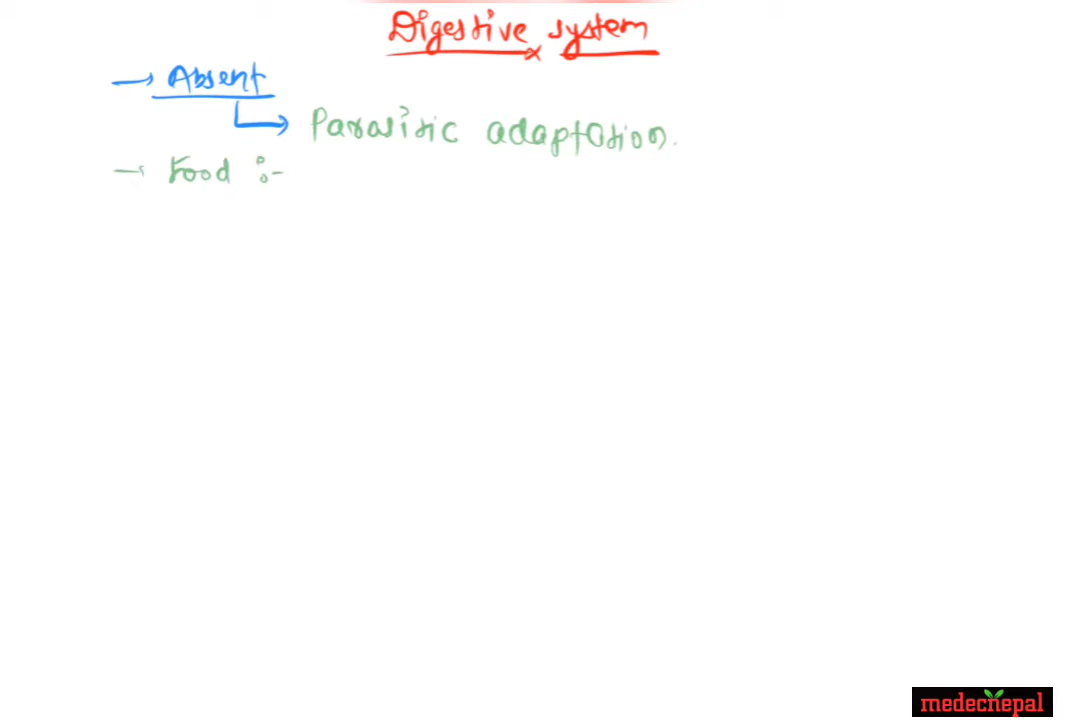 Digestive system
→ Absent
↳ Parasitic adaptation.
→ Food :-
medecnepal